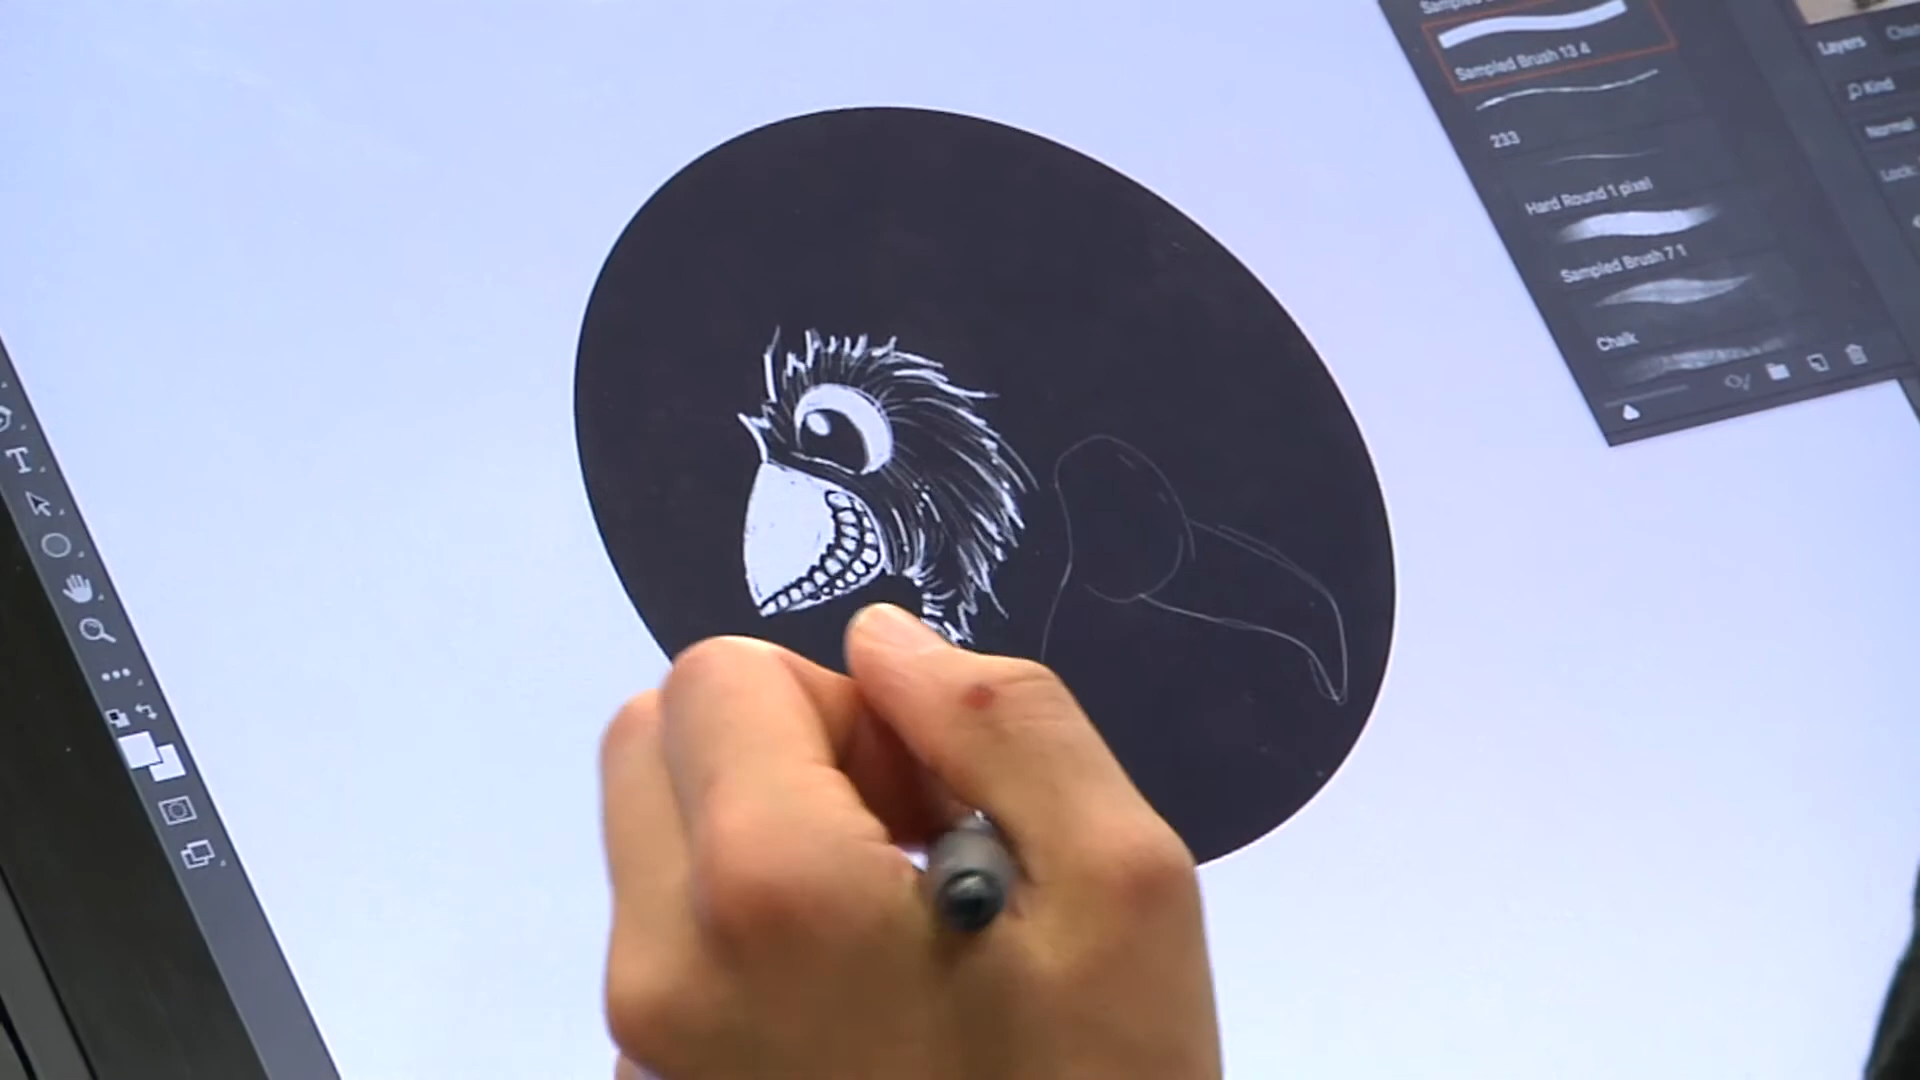 Sampled Brush 13 4
233
Hard Round 1 pixel
Sampled Brush 7 1
Chalk
Layers
Kind
Normal
Lock:
T